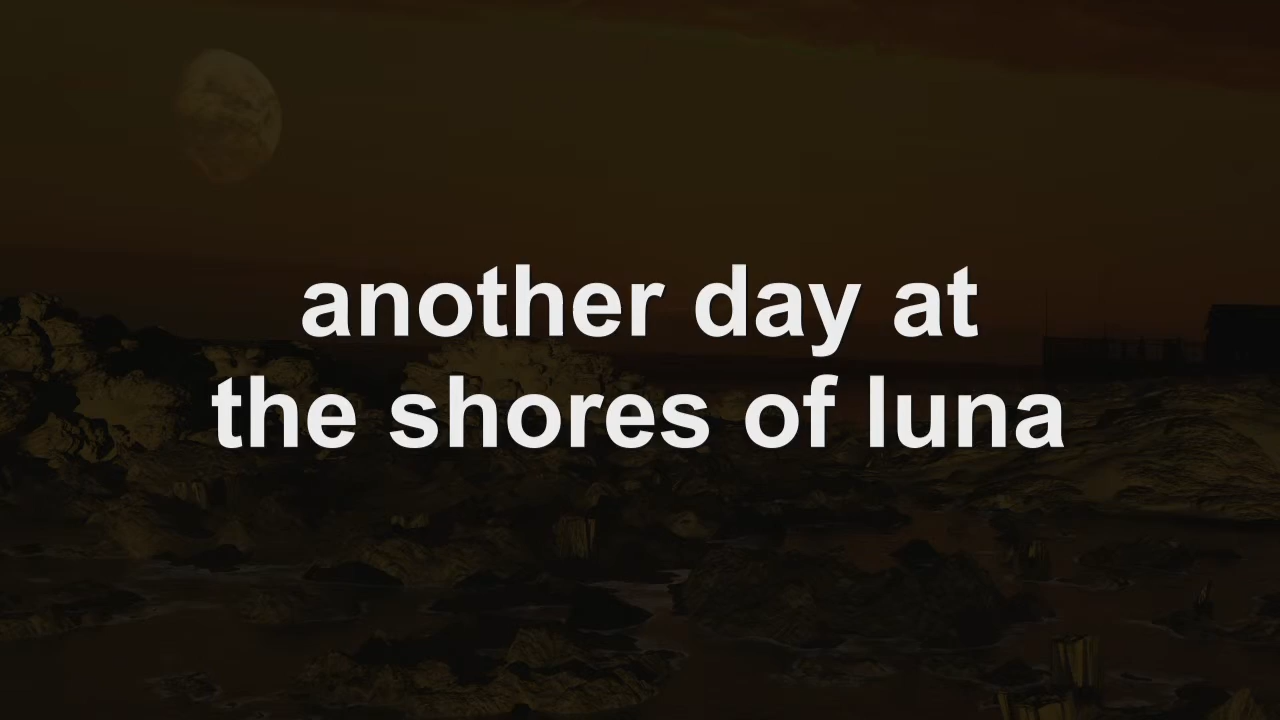 another day at
the shores of luna